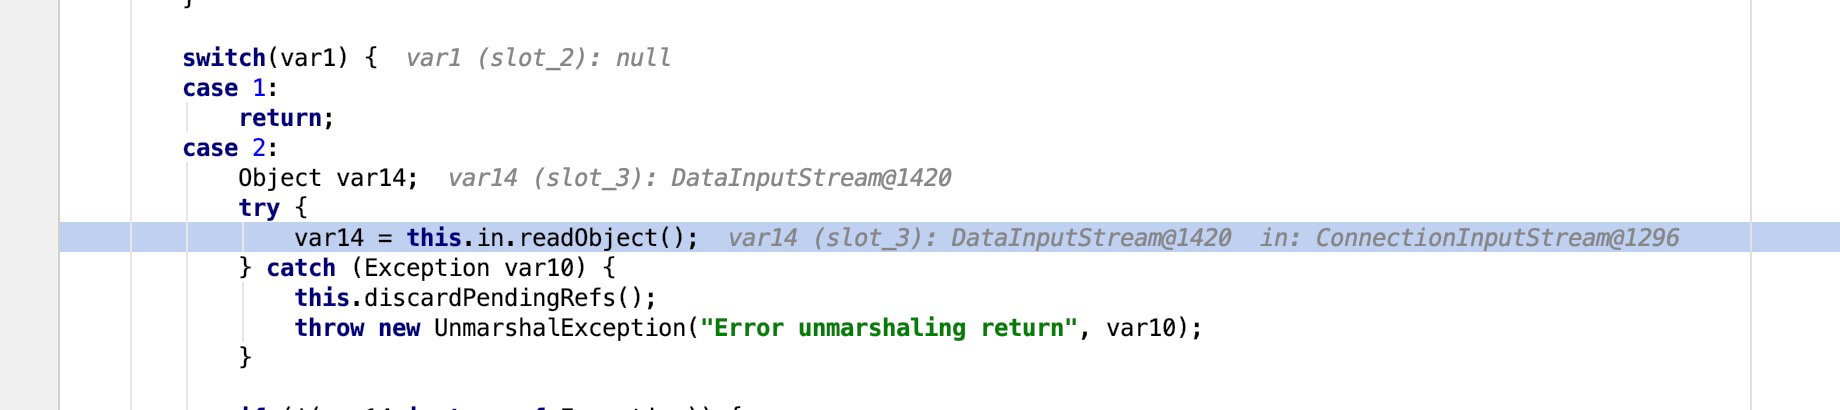 }
switch(var1) {  var1 (slot_2): null
case 1:
return;
case 2:
Object var14;  var14 (slot_3): DataInputStream@1420
try {
var14 = this.in.readObject();  var14 (slot_3): DataInputStream@1420  in: ConnectionInputStream@1296
} catch (Exception var10) {
this.discardPendingRefs();
throw new UnmarshalException("Error unmarshaling return", var10);
}